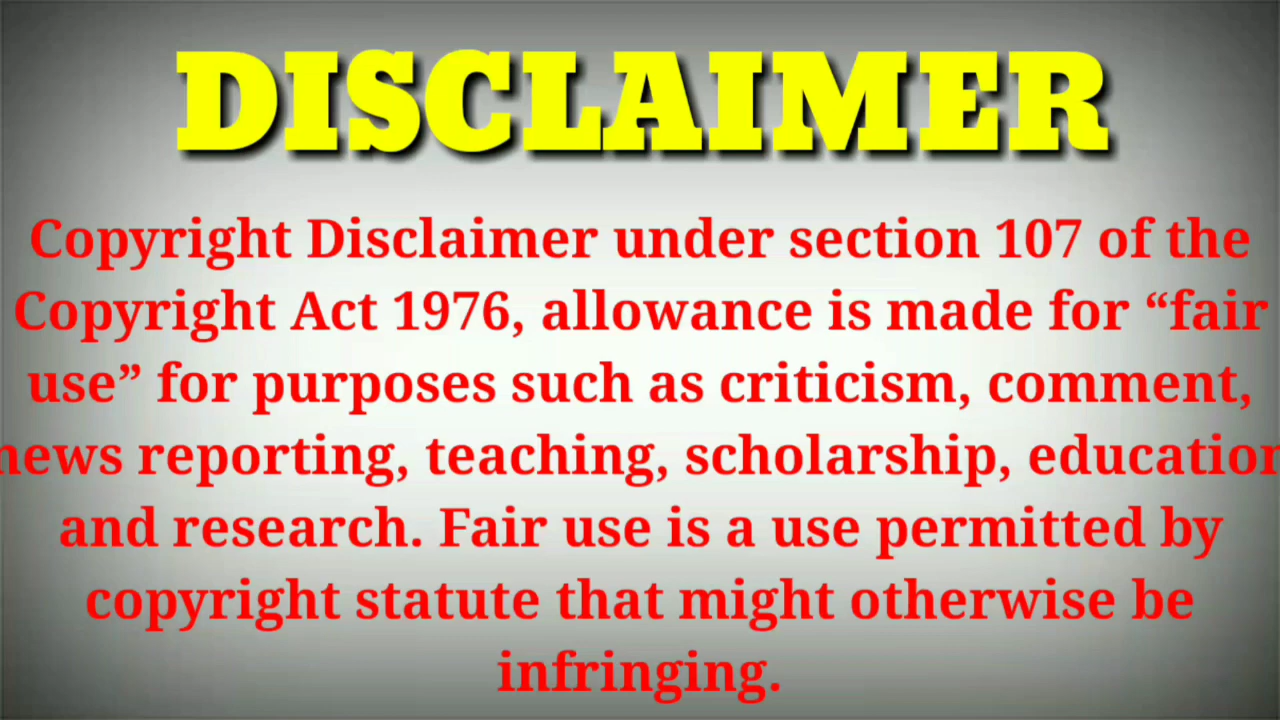 DISCLAIMER
Copyright Disclaimer under section 107 of the
Copyright Act 1976, allowance is made for “fair
use” for purposes such as criticism, comment,
news reporting, teaching, scholarship, education
and research. Fair use is a use permitted by
copyright statute that might otherwise be
infringing.